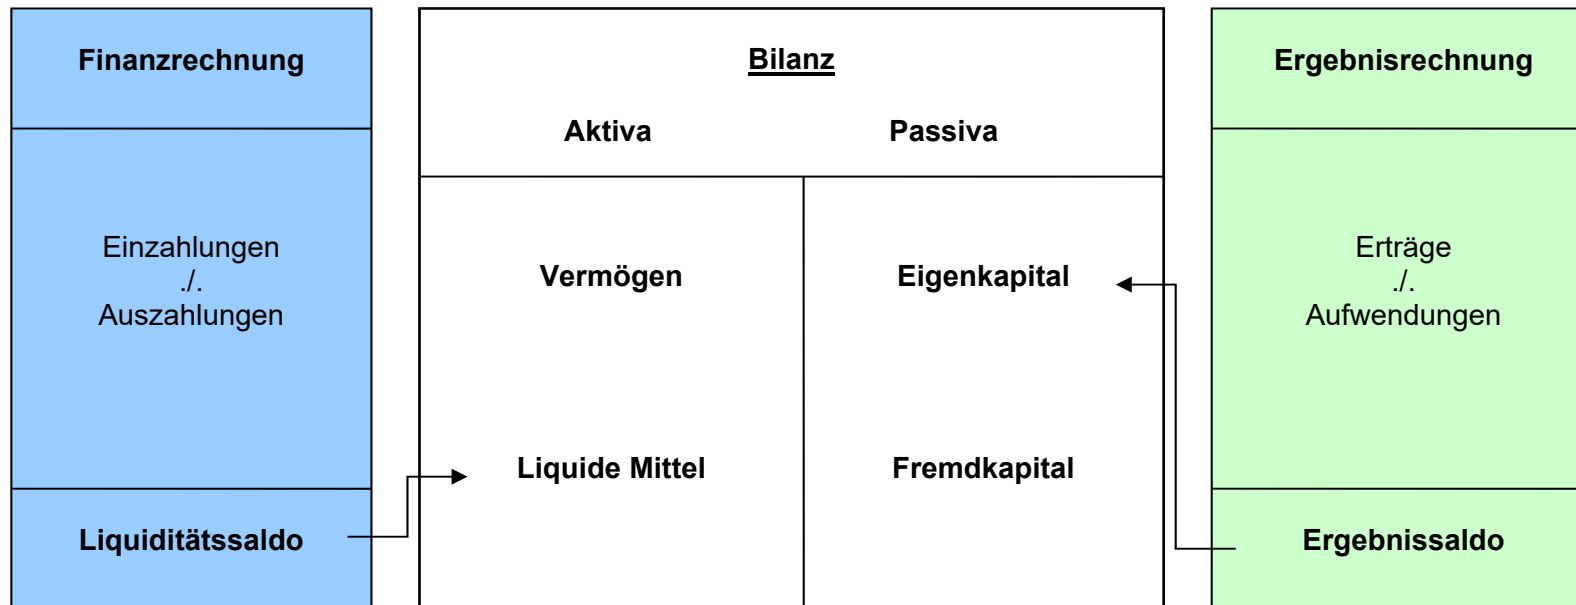 Finanzrechnung
Einzahlungen
./.
Auszahlungen
Liquiditätssaldo
Bilanz
Aktiva Passiva
Vermögen Eigenkapital
Liquide Mittel Fremdkapital
Ergebnisrechnung
Erträge
./.
Aufwendungen
Ergebnissaldo